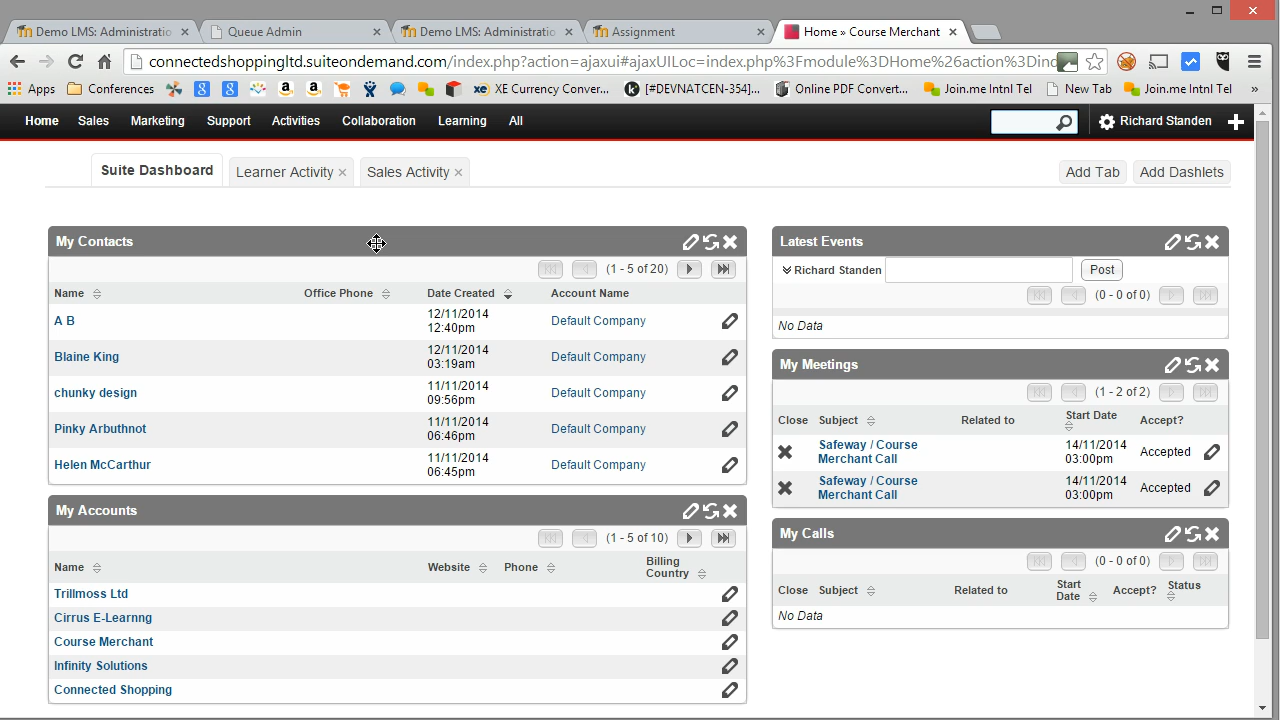 Demo LMS: Administratio
Queue Admin
Demo LMS: Administratio
Assignment
Home » Course Merchant
connectedshoppingltd.suiteondemand.com/index.php?action=ajaxui#ajaxUILoc=index.php%3Fmodule%3DHome%26action%3Dind
Apps
Conferences
XE Currency Conver...
[#DEVNATCEN-354]...
Online PDF Convert...
Join.me Intnl Tel
New Tab
Join.me Intnl Tel
»
Home Sales Marketing Support Activities Collaboration Learning All
Richard Standen
Suite Dashboard
Learner Activity
Sales Activity
Add Tab
Add Dashlets
My Contacts
(1 - 5 of 20)
Name Office Phone Date Created Account Name
A B 12/11/2014 12:40pm Default Company
Blaine King 12/11/2014 03:19am Default Company
chunky design 11/11/2014 09:56pm Default Company
Pinky Arbuthnot 11/11/2014 06:46pm Default Company
Helen McCarthur 11/11/2014 06:45pm Default Company
My Accounts
(1 - 5 of 10)
Name Website Phone Billing Country
Trillmoss Ltd
Cirrus E-Learnng
Course Merchant
Infinity Solutions
Connected Shopping
Latest Events
Richard Standen
Post
(0 - 0 of 0)
No Data
My Meetings
(1 - 2 of 2)
Close Subject Related to Start Date Accept?
Safeway / Course Merchant Call 14/11/2014 03:00pm Accepted
Safeway / Course Merchant Call 14/11/2014 03:00pm Accepted
My Calls
(0 - 0 of 0)
Close Subject Related to Start Date Accept? Status
No Data